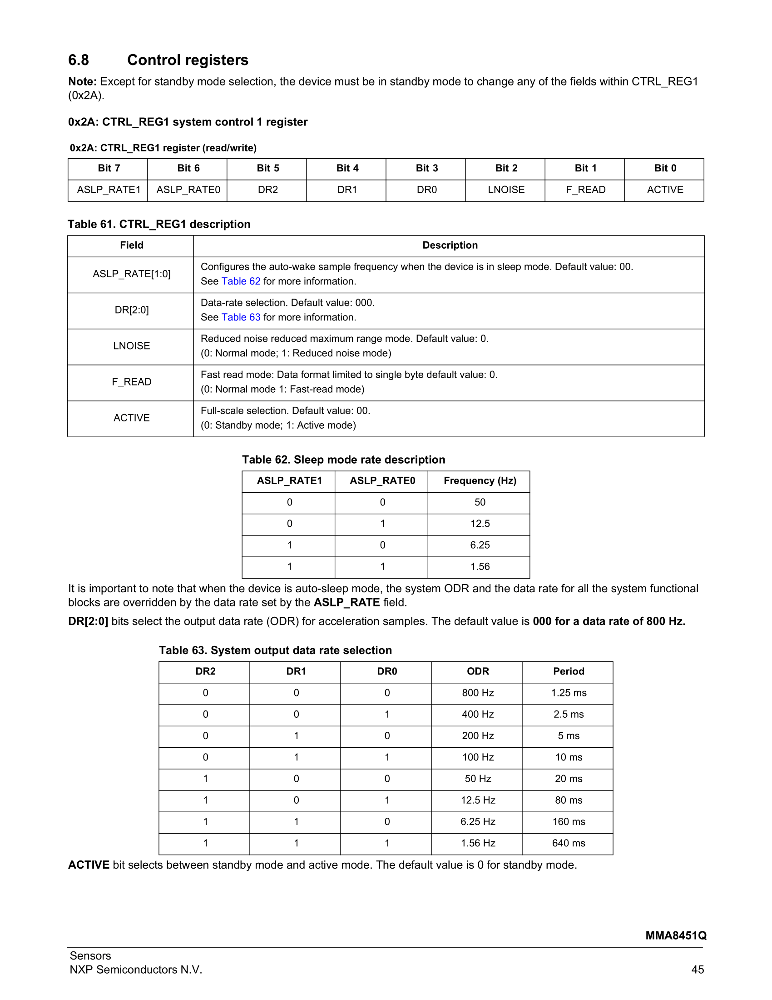 6.8 Control registers
Note: Except for standby mode selection, the device must be in standby mode to change any of the fields within CTRL_REG1
(0x2A).
0x2A: CTRL_REG1 system control 1 register
0x2A: CTRL_REG1 register (read/write)
Bit 7 Bit 6 Bit 5 Bit 4 Bit 3 Bit 2 Bit 1 Bit 0
ASLP_RATE1 ASLP_RATE0 DR2 DR1 DR0 LNOISE F_READ ACTIVE
Table 61. CTRL_REG1 description
Field Description
ASLP_RATE[1:0] Configures the auto-wake sample frequency when the device is in sleep mode. Default value: 00.
See Table 62 for more information.
DR[2:0] Data-rate selection. Default value: 000.
See Table 63 for more information.
LNOISE Reduced noise reduced maximum range mode. Default value: 0.
(0: Normal mode; 1: Reduced noise mode)
F_READ Fast read mode: Data format limited to single byte default value: 0.
(0: Normal mode 1: Fast-read mode)
ACTIVE Full-scale selection. Default value: 00.
(0: Standby mode; 1: Active mode)
Table 62. Sleep mode rate description
ASLP_RATE1 ASLP_RATE0 Frequency (Hz)
0 0 50
0 1 12.5
1 0 6.25
1 1 1.56
It is important to note that when the device is auto-sleep mode, the system ODR and the data rate for all the system functional
blocks are overridden by the data rate set by the ASLP_RATE field.
DR[2:0] bits select the output data rate (ODR) for acceleration samples. The default value is 000 for a data rate of 800 Hz.
Table 63. System output data rate selection
DR2 DR1 DR0 ODR Period
0 0 0 800 Hz 1.25 ms
0 0 1 400 Hz 2.5 ms
0 1 0 200 Hz 5 ms
0 1 1 100 Hz 10 ms
1 0 0 50 Hz 20 ms
1 0 1 12.5 Hz 80 ms
1 1 0 6.25 Hz 160 ms
1 1 1 1.56 Hz 640 ms
ACTIVE bit selects between standby mode and active mode. The default value is 0 for standby mode.
MMA8451Q
Sensors
NXP Semiconductors N.V. 45